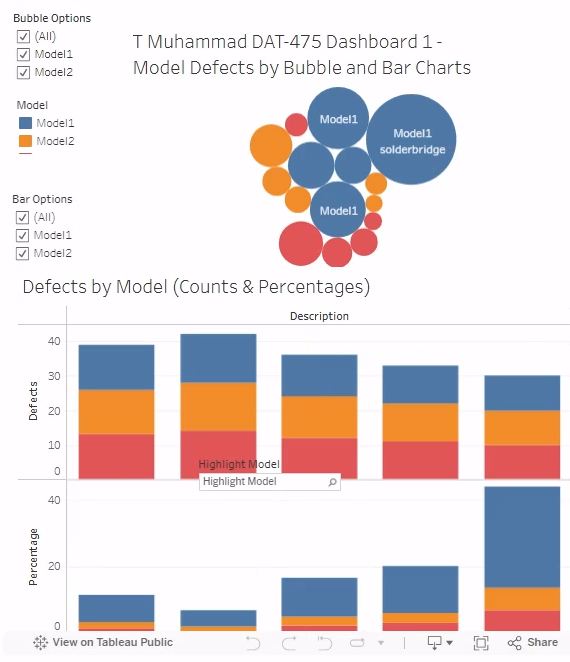 Bubble Options
(All)
Model1
Model2
T Muhammad DAT-475 Dashboard 1 -
Model Defects by Bubble and Bar Charts
Model
Model1
Model2
Model1
Model1
solderbridge
Model1
Bar Options
(All)
Model1
Model2
Defects by Model (Counts & Percentages)
Description
Defects
40
30
20
10
0
Highlight Model
Highlight Model
Percentage
40
20
0
View on Tableau Public
Share